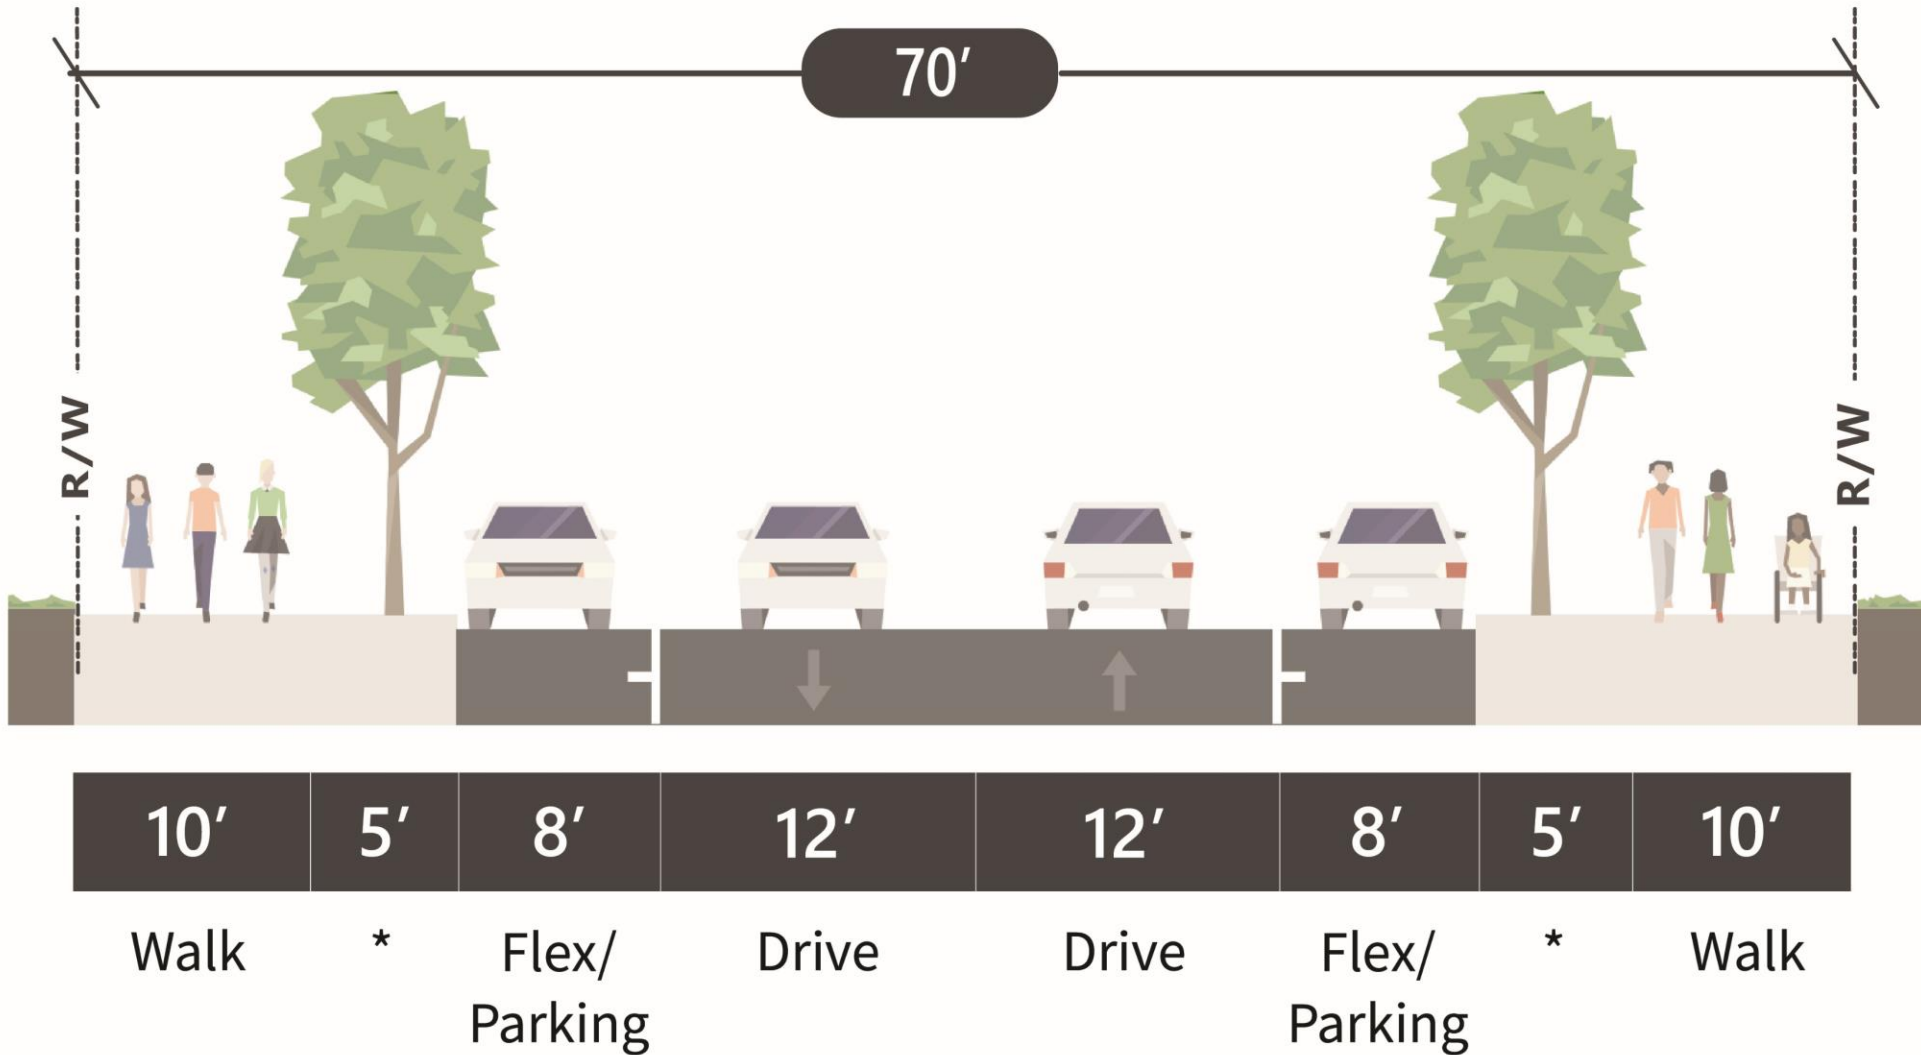 70’
R/W
R/W
10’ 5’ 8’ 12’ 12’ 8’ 5’ 10’
Walk * Flex/ Drive Drive Flex/ * Walk
Parking Parking